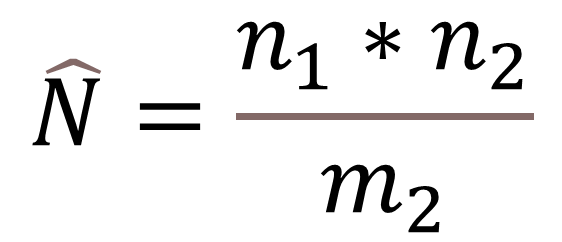 N̂ = n₁ * n₂ / m₂